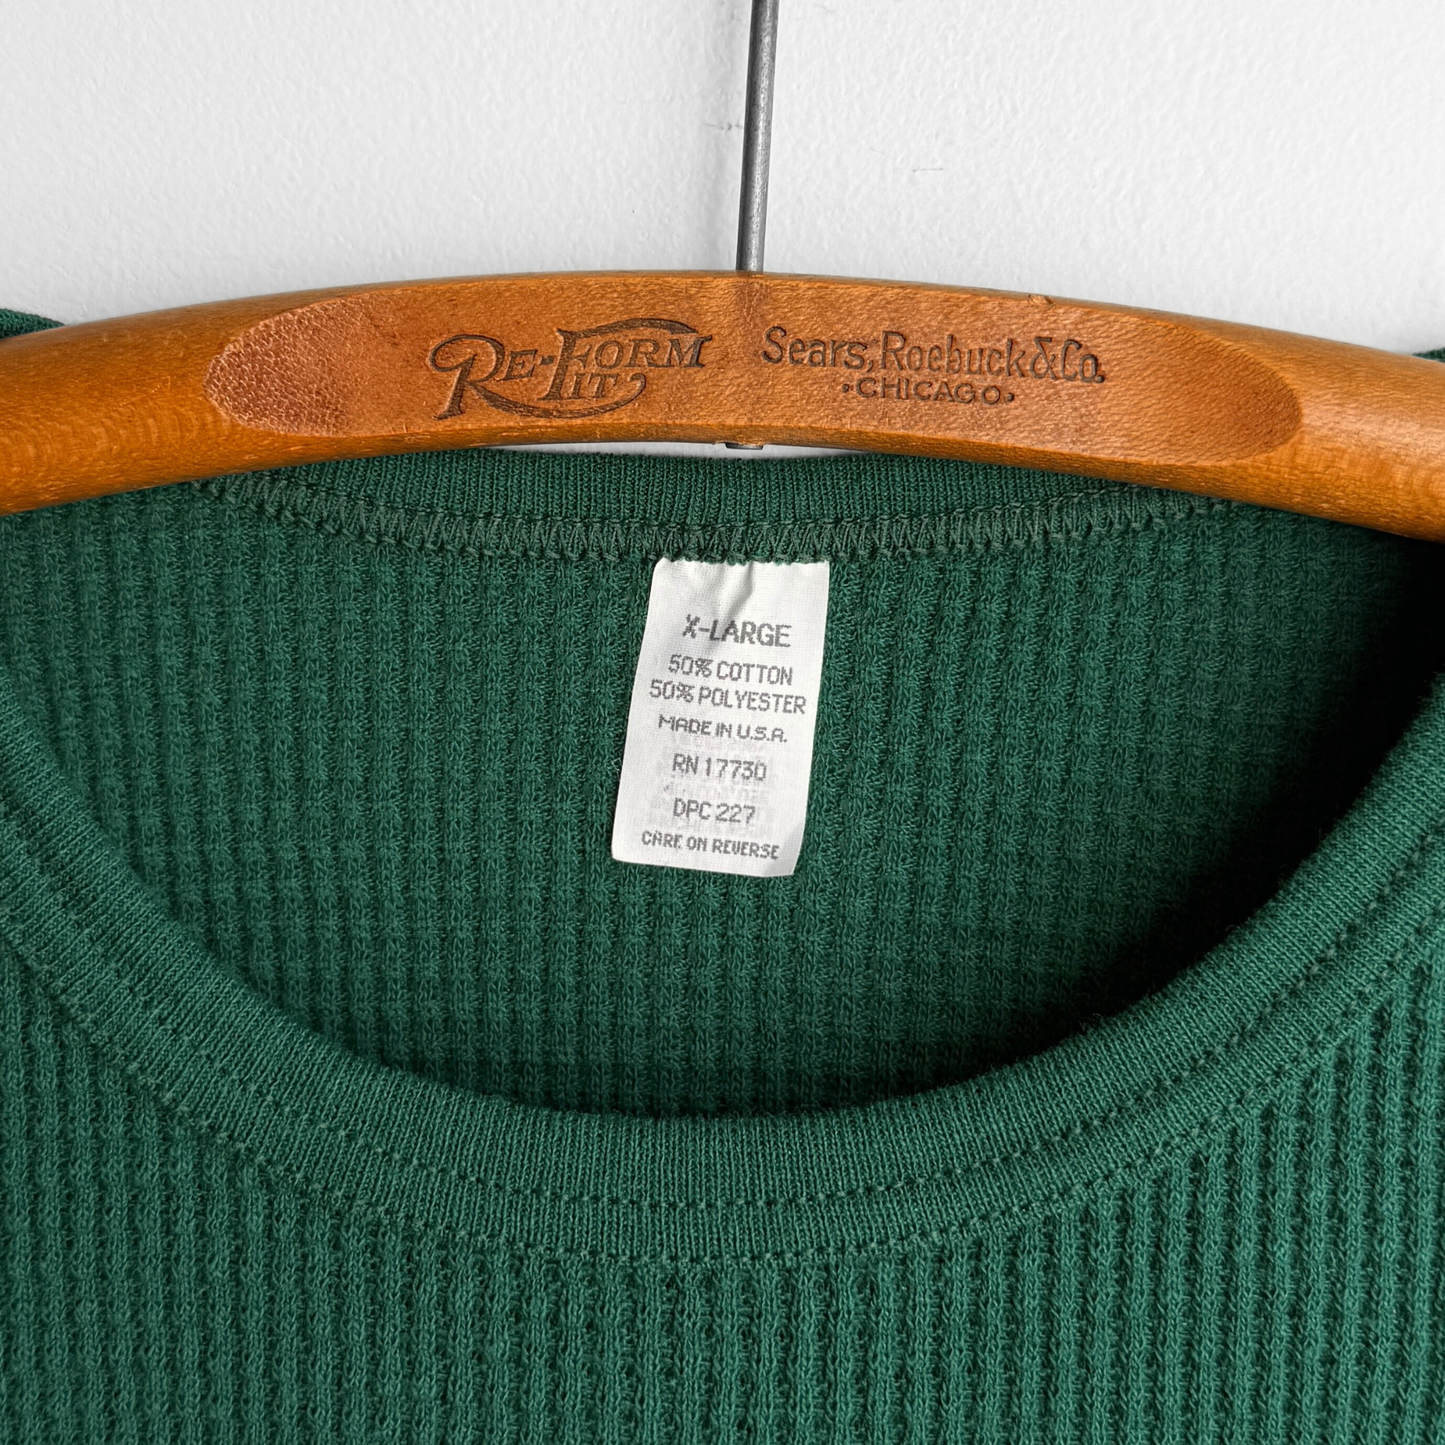 RE-FORM FIT
Sears, Roebuck & Co.
·CHICAGO·
X-LARGE
50% COTTON
50% POLYESTER
MADE IN U.S.A.
RN 17730
DPC 227
CARE ON REVERSE